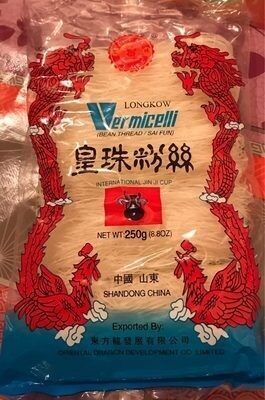 LONGKOW
Vermicelli
(BEAN THREAD / SAI FUN)
皇珠粉絲
INTERNATIONAL JIN JI CUP
NET WT: 250g (8.8OZ)
中國 山東
SHANDONG CHINA
Exported By:
東方龍發展有限公司
ORIENTAL DRAGON DEVELOPMENT CO. LIMITED